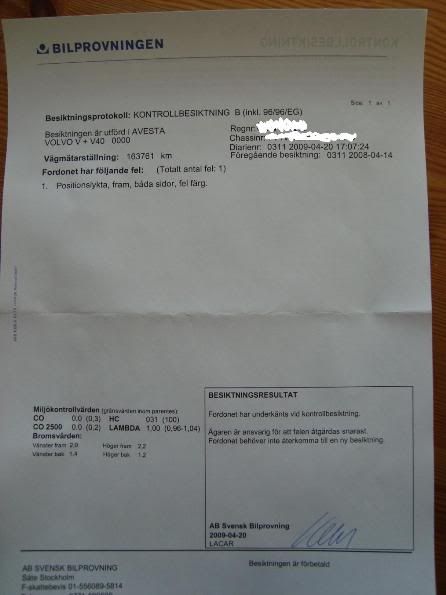 BILPROVNINGEN
KONTROLLBESIKTNING
Sida 1 av 1
Besiktningsprotokoll: KONTROLLBESIKTNING B (inkl. 96/96/EG)
Besiktningen är utförd i AVESTA
VOLVO V + V40 0000
Regnr:
Chassinr:
Diarienr: 0311 2009-04-20 17:07:24
Föregående besiktning: 0311 2008-04-14
Vägmätarställning: 163761 km
Fordonet har följande fel: (Totalt antal fel: 1)
1. Positionslykta, fram, båda sidor, fel färg.
Miljökontrollvärden (gränsvärden inom parentes):
CO 0.0 (0,3) HC 031 (100)
CO 2500 0.0 (0,2) LAMBDA 1,00 (0,96-1,04)
Bromsvärden:
Vänster fram 2,0 Höger fram 2,2
Vänster bak 1,4 Höger bak 1,2
BESIKTNINGSRESULTAT
Fordonet har underkänts vid kontrollbesiktning.
Ägaren är ansvarig för att felen åtgärdas snarast.
Fordonet behöver inte återkomma till en ny besiktning.
AB Svensk Bilprovning
2009-04-20
LACAR
AB SVENSK BILPROVNING
Säte Stockholm
F-skattebevis 01-556089-5814
Besiktningen är förbetald